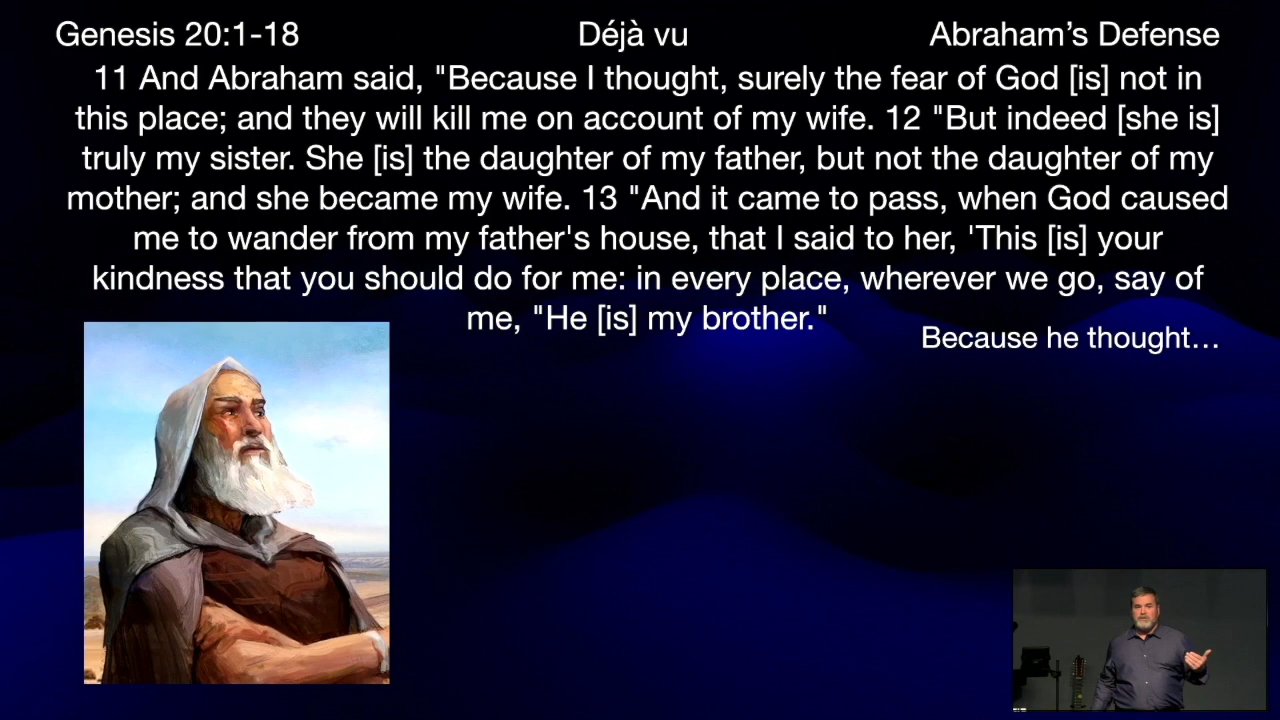 Genesis 20:1-18 Déjà vu Abraham’s Defense
11 And Abraham said, "Because I thought, surely the fear of God [is] not in
this place; and they will kill me on account of my wife. 12 "But indeed [she is]
truly my sister. She [is] the daughter of my father, but not the daughter of my
mother; and she became my wife. 13 "And it came to pass, when God caused
me to wander from my father's house, that I said to her, 'This [is] your
kindness that you should do for me: in every place, wherever we go, say of
me, "He [is] my brother."
Because he thought…